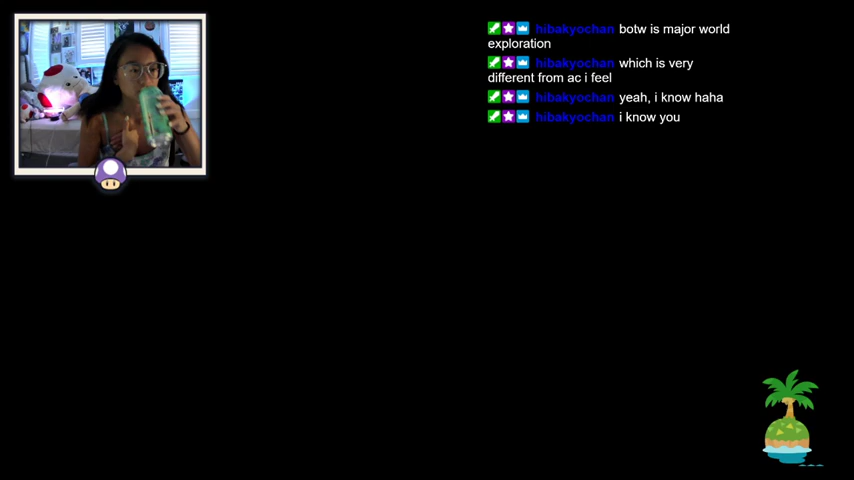 hibakyochan botw is major world
exploration
hibakyochan which is very
different from ac i feel
hibakyochan yeah, i know haha
hibakyochan i know you